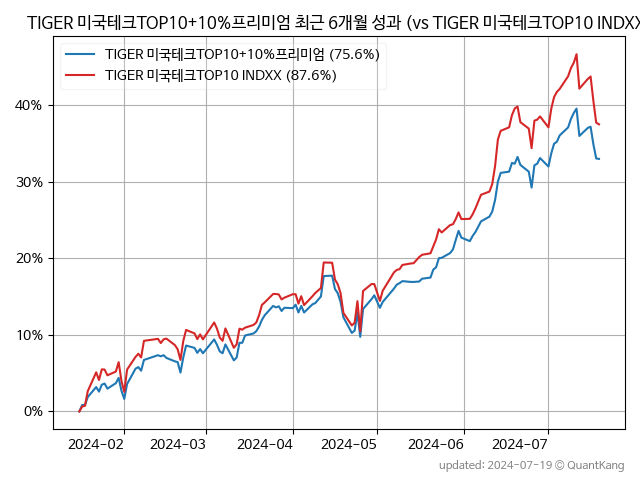 TIGER 미국테크TOP10+10%프리미엄 최근 6개월 성과 (vs TIGER 미국테크TOP10 INDXX
TIGER 미국테크TOP10+10%프리미엄 (75.6%)
TIGER 미국테크TOP10 INDXX (87.6%)
40%
30%
20%
10%
0%
2024-02 2024-03 2024-04 2024-05 2024-06 2024-07
updated: 2024-07-19 ⓒ QuantKang